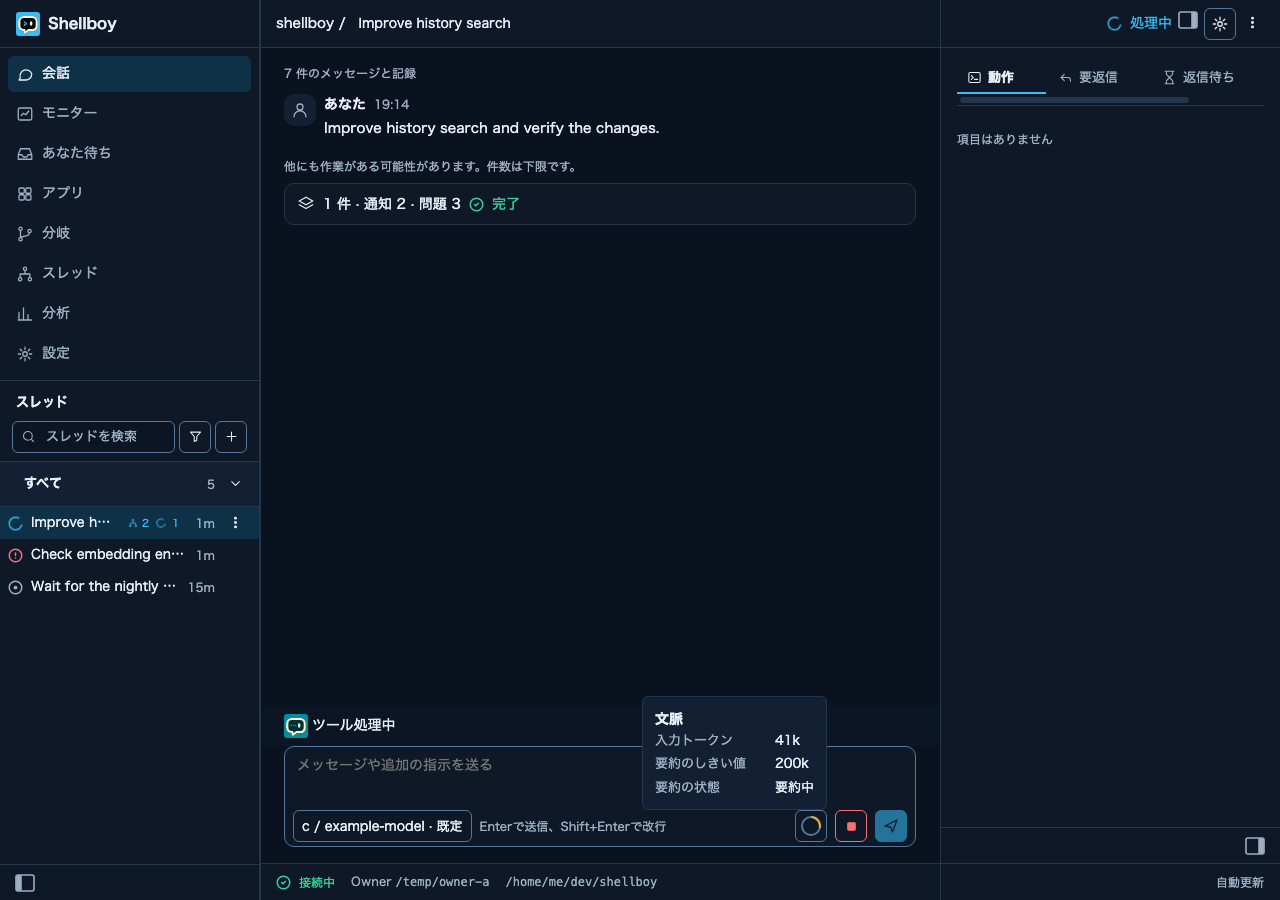 Shellboy
会話
モニター
あなた待ち
アプリ
分岐
スレッド
分析
設定
スレッド
スレッドを検索
すべて 5
Improve h… 2 1 1m
Check embedding en… 1m
Wait for the nightly … 15m
shellboy / Improve history search
7 件のメッセージと記録
あなた 19:14
Improve history search and verify the changes.
他にも作業がある可能性があります。件数は下限です。
1 件 · 通知 2 · 問題 3 完了
ツール処理中
メッセージや追加の指示を送る
文脈
入力トークン 41k
要約のしきい値 200k
要約の状態 要約中
c / example-model · 既定 Enterで送信、Shift+Enterで改行
接続中 Owner /temp/owner-a /home/me/dev/shellboy
処理中
動作 要返信 返信待ち
項目はありません
自動更新